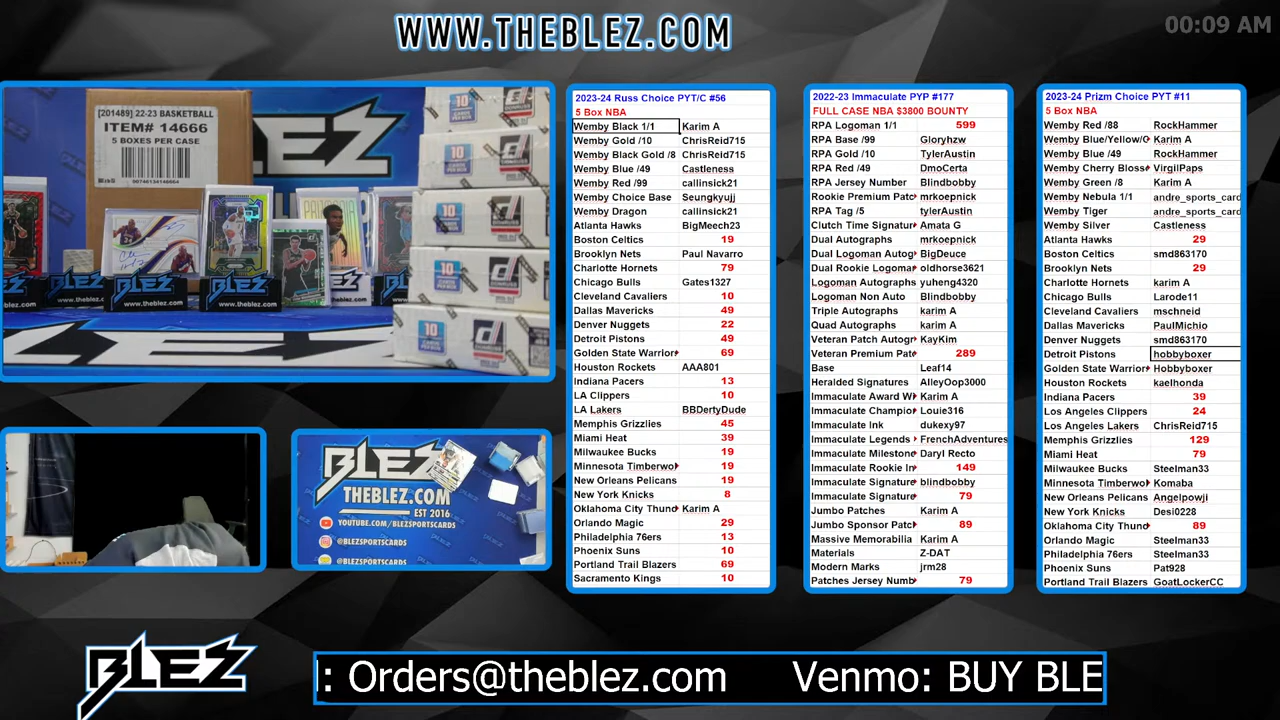 WWW.THEBLEZ.COM
00:09 AM
[201489] 22-23 BASKETBALL
ITEM# 14666
5 BOXES PER CASE
www.theblez.c
www.theblez.com
www.theblez.com
BLEZ
THEBLEZ.COM
EST 2016
YOUTUBE.COM/BLEZSPORTSCARDS
@BLEZSPORTSCARDS
@BLEZSPORTSCARDS
2023-24 Russ Choice PYT/C #56
5 Box NBA
Wemby Black 1/1 Karim A
Wemby Gold /10 ChrisReid715
Wemby Black Gold /8 ChrisReid715
Wemby Blue /49 Castleness
Wemby Red /99 callinsick21
Wemby Choice Base Seungkyujj
Wemby Dragon callinsick21
Atlanta Hawks BigMeech23
Boston Celtics 19
Brooklyn Nets Paul Navarro
Charlotte Hornets 79
Chicago Bulls Gates1327
Cleveland Cavaliers 10
Dallas Mavericks 49
Denver Nuggets 22
Detroit Pistons 49
Golden State Warrior 69
Houston Rockets AAA801
Indiana Pacers 13
LA Clippers 10
LA Lakers BBDertyDude
Memphis Grizzlies 45
Miami Heat 39
Milwaukee Bucks 19
Minnesota Timberwo 19
New Orleans Pelicans 19
New York Knicks 8
Oklahoma City Thun Karim A
Orlando Magic 29
Philadelphia 76ers 13
Phoenix Suns 10
Portland Trail Blazers 69
Sacramento Kings 10
2022-23 Immaculate PYP #177
FULL CASE NBA $3800 BOUNTY
RPA Logoman 1/1 599
RPA Base /99 Gloryhzw
RPA Gold /10 TylerAustin
RPA Red /49 DmoCerta
RPA Jersey Number Blindbobby
Rookie Premium Patc mrkoepnick
RPA Tag /5 tylerAustin
Clutch Time Signatur Amata G
Dual Autographs mrkoepnick
Dual Logoman Autog BigDeuce
Dual Rookie Logoma oldhorse3621
Logoman Autographs yuheng4320
Logoman Non Auto Blindbobby
Triple Autographs karim A
Quad Autographs karim A
Veteran Patch Autogr KayKim
Veteran Premium Pat 289
Base Leaf14
Heralded Signatures AlleyOop3000
Immaculate Award W Karim A
Immaculate Champio Louie316
Immaculate Ink dukexy97
Immaculate Legends FrenchAdventures
Immaculate Mileston Daryl Recto
Immaculate Rookie In 149
Immaculate Signatur blindbobby
Immaculate Signatur 79
Jumbo Patches Karim A
Jumbo Sponsor Patc 89
Massive Memorabilia Karim A
Materials Z-DAT
Modern Marks jrm28
Patches Jersey Numb 79
2023-24 Prizm Choice PYT #11
5 Box NBA
Wemby Red /88 RockHammer
Wemby Blue/Yellow/G Karim A
Wemby Blue /49 RockHammer
Wemby Cherry Bloss VirgilPaps
Wemby Green /8 Karim A
Wemby Nebula 1/1 andre_sports_card
Wemby Tiger andre_sports_card
Wemby Silver Castleness
Atlanta Hawks 29
Boston Celtics smd863170
Brooklyn Nets 29
Charlotte Hornets karim A
Chicago Bulls Larode11
Cleveland Cavaliers mschneid
Dallas Mavericks PaulMichio
Denver Nuggets smd863170
Detroit Pistons hobbyboxer
Golden State Warrior Hobbyboxer
Houston Rockets kaelhonda
Indiana Pacers 39
Los Angeles Clippers 24
Los Angeles Lakers ChrisReid715
Memphis Grizzlies 129
Miami Heat 79
Milwaukee Bucks Steelman33
Minnesota Timberwo Komaba
New Orleans Pelicans Angelpowji
New York Knicks Desi0228
Oklahoma City Thund 89
Orlando Magic Steelman33
Philadelphia 76ers Steelman33
Phoenix Suns Pat928
Portland Trail Blazers GoatLockerCC
BLEZ
: Orders@theblez.com Venmo: BUY BLE